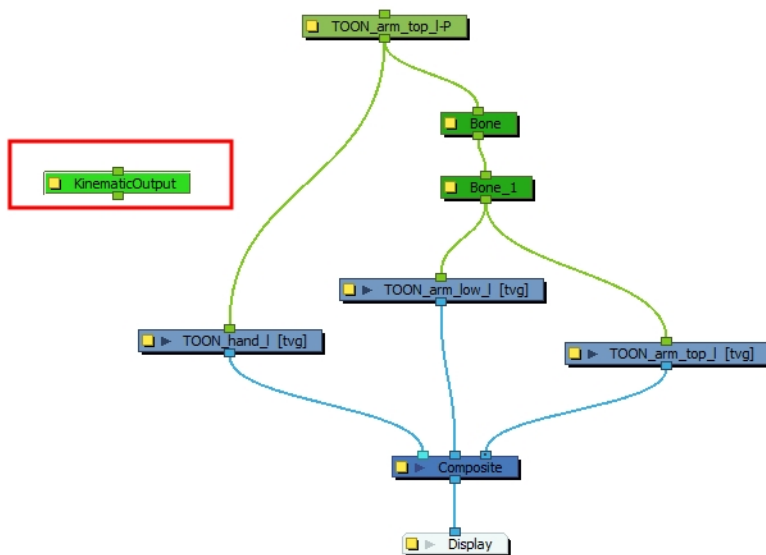 TOON_arm_top_l-P
Bone
KinematicOutput
Bone_1
TOON_arm_low_l [tvg]
TOON_hand_l [tvg]
TOON_arm_top_l [tvg]
Composite
Display